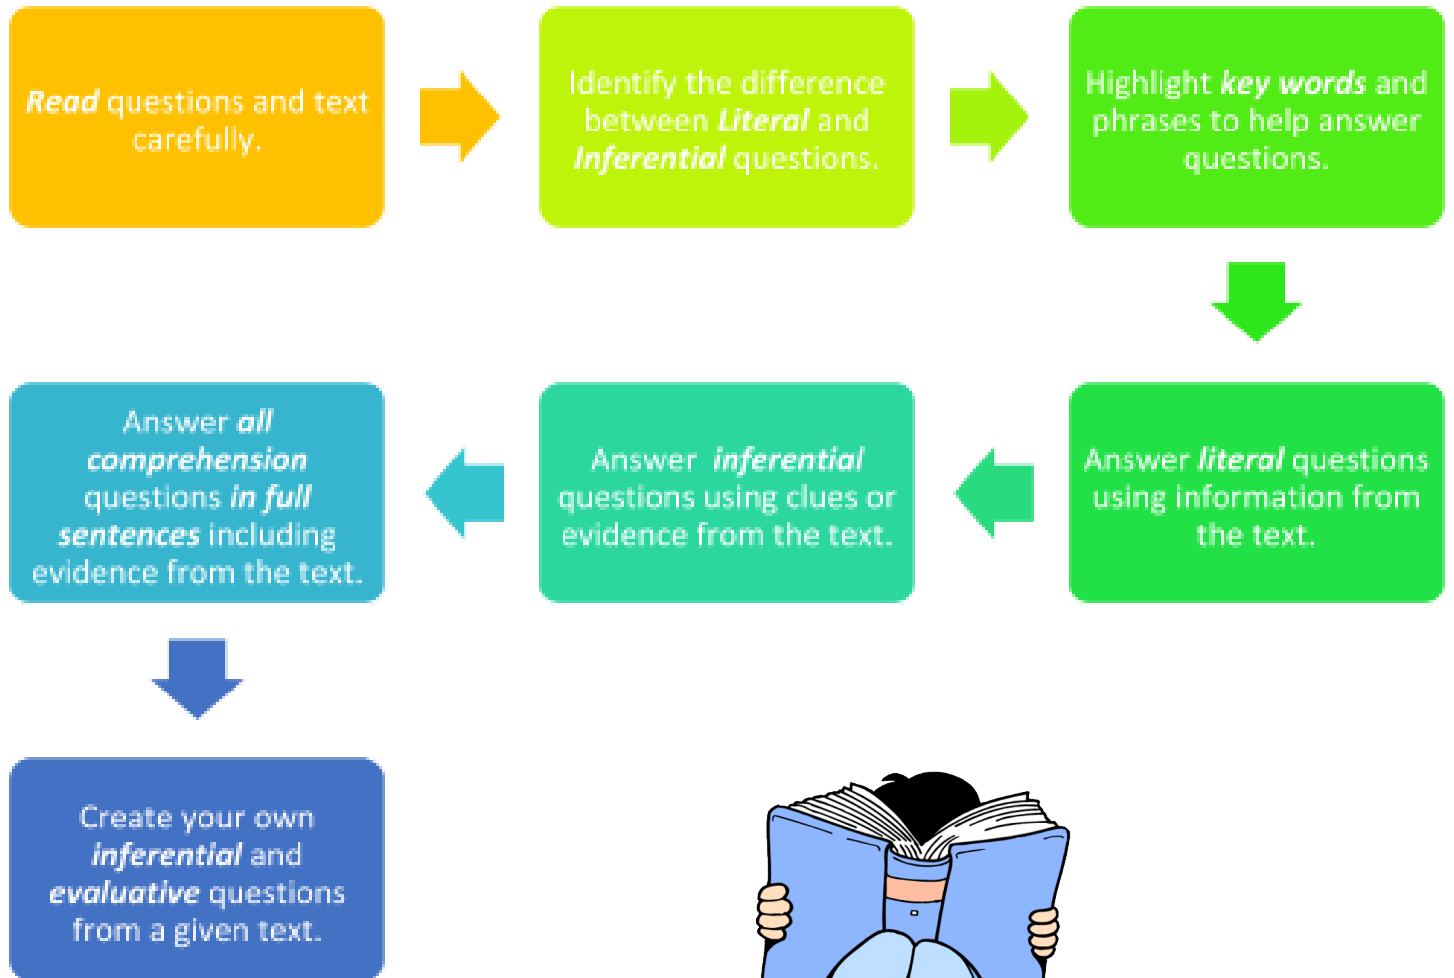 Read questions and text
carefully.
Identify the difference
between Literal and
Inferential questions.
Highlight key words and
phrases to help answer
questions.
Answer literal questions
using information from
the text.
Answer inferential
questions using clues or
evidence from the text.
Answer all
comprehension
questions in full
sentences including
evidence from the text.
Create your own
inferential and
evaluative questions
from a given text.